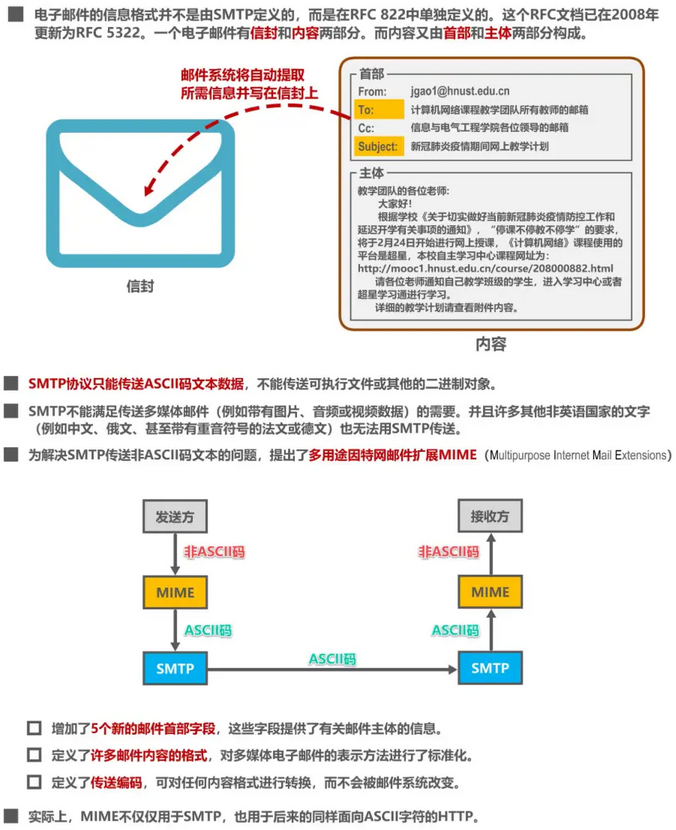 电子邮件的信息格式并不是由SMTP定义的，而是在RFC 822中单独定义的。这个RFC文档已在2008年
更新为RFC 5322。一个电子邮件有信封和内容两部分。而内容又由首部和主体两部分构成。
邮件系统将自动提取
所需信息并写在信封上
信封
首部
From: jgao1@hnust.edu.cn
To: 计算机网络课程教学团队所有教师的邮箱
Cc: 信息与电气工程学院各位领导的邮箱
Subject: 新冠肺炎疫情期间网上教学计划
主体
教学团队的各位老师:
大家好!
根据学校《关于切实做好当前新冠肺炎疫情防控工作和
延迟开学有关事项的通知》，“停课不停教不停学”的要求，
将于2月24日开始进行网上授课，《计算机网络》课程使用的
平台是超星，本校自主学习中心课程网址为：
http://mooc1.hnust.edu.cn/course/208000882.html
请各位老师通知自己教学班级的学生，进入学习中心或者
超星学习通进行学习。
详细的教学计划请查看附件内容。
内容
SMTP协议只能传送ASCII码文本数据，不能传送可执行文件或其他的二进制对象。
SMTP不能满足传送多媒体邮件（例如带有图片、音频或视频数据）的需要。并且许多其他非英语国家的文字
（例如中文、俄文、甚至带有重音符号的法文或德文）也无法用SMTP传送。
为解决SMTP传送非ASCII码文本的问题，提出了多用途因特网邮件扩展MIME（Multipurpose Internet Mail Extensions）
发送方
接收方
非ASCII码
非ASCII码
MIME
MIME
ASCII码
ASCII码
SMTP
ASCII码
SMTP
增加了5个新的邮件首部字段，这些字段提供了有关邮件主体的信息。
定义了许多邮件内容的格式，对多媒体电子邮件的表示方法进行了标准化。
定义了传送编码，可对任何内容格式进行转换，而不会被邮件系统改变。
实际上，MIME不仅仅用于SMTP，也用于后来的同样面向ASCII字符的HTTP。